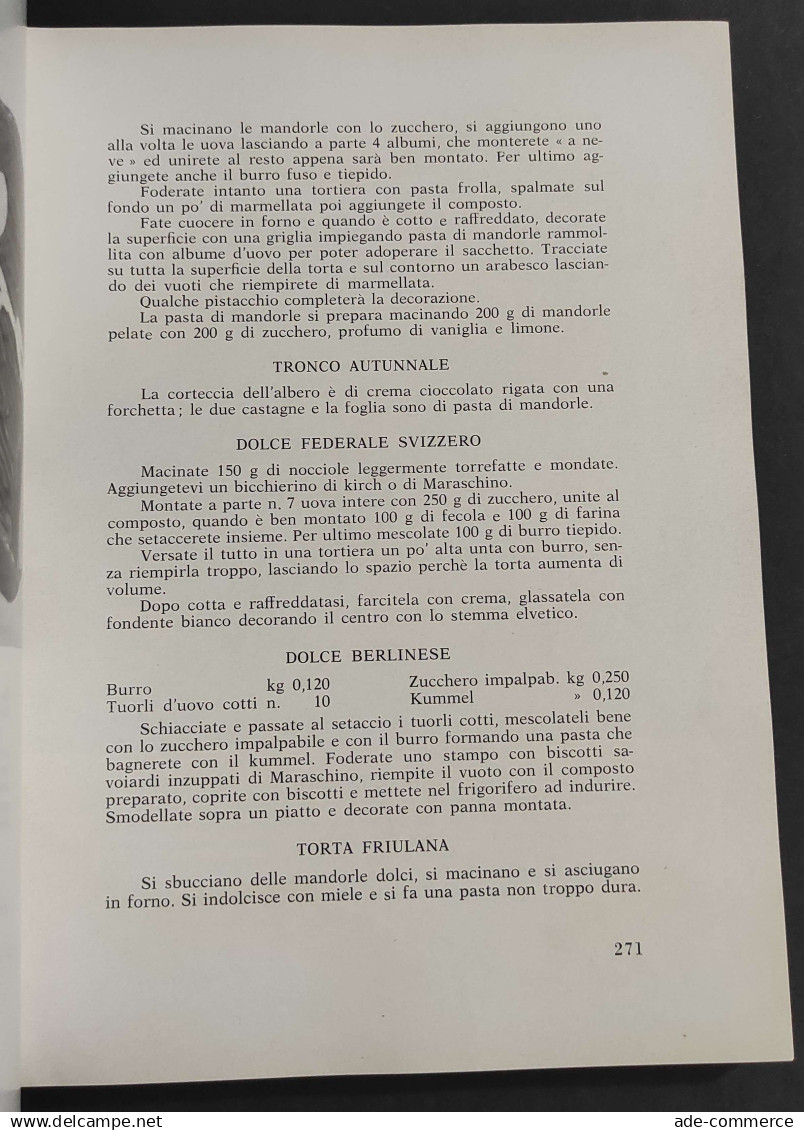 Si macinano le mandorle con lo zucchero, si aggiungono uno
alla volta le uova lasciando a parte 4 albumi, che monterete « a ne-
ve » ed unirete al resto appena sarà ben montato. Per ultimo ag-
giungete anche il burro fuso e tiepido.
Foderate intanto una tortiera con pasta frolla, spalmate sul
fondo un po' di marmellata poi aggiungete il composto.
Fate cuocere in forno e quando è cotto e raffreddato, decorate
la superficie con una griglia impiegando pasta di mandorle rammol-
lita con albume d'uovo per poter adoperare il sacchetto. Tracciate
su tutta la superficie della torta e sul contorno un arabesco lascian-
do dei vuoti che riempirete di marmellata.
Qualche pistacchio completerà la decorazione.
La pasta di mandorle si prepara macinando 200 g di mandorle
pelate con 200 g di zucchero, profumo di vaniglia e limone.
TRONCO AUTUNNALE
La corteccia dell'albero è di crema cioccolato rigata con una
forchetta; le due castagne e la foglia sono di pasta di mandorle.
DOLCE FEDERALE SVIZZERO
Macinate 150 g di nocciole leggermente torrefatte e mondate.
Aggiungetevi un bicchierino di kirch o di Maraschino.
Montate a parte n. 7 uova intere con 250 g di zucchero, unite al
composto, quando è ben montato 100 g di fecola e 100 g di farina
che setaccerete insieme. Per ultimo mescolate 100 g di burro tiepido.
Versate il tutto in una tortiera un po' alta unta con burro, sen-
za riempirla troppo, lasciando lo spazio perchè la torta aumenta di
volume.
Dopo cotta e raffreddatasi, farcitela con crema, glassatela con
fondente bianco decorando il centro con lo stemma elvetico.
DOLCE BERLINESE
Burro kg 0,120 Zucchero impalpab. kg 0,250
Tuorli d'uovo cotti n. 10 Kummel » 0,120
Schiacciate e passate al setaccio i tuorli cotti, mescolateli bene
con lo zucchero impalpabile e con il burro formando una pasta che
bagnerete con il kummel. Foderate uno stampo con biscotti sa-
voiardi inzuppati di Maraschino, riempite il vuoto con il composto
preparato, coprite con biscotti e mettete nel frigorifero ad indurire.
Smodellate sopra un piatto e decorate con panna montata.
TORTA FRIULANA
Si sbucciano delle mandorle dolci, si macinano e si asciugano
in forno. Si indolcisce con miele e si fa una pasta non troppo dura.
271
www.delcampe.net
ade-commerce